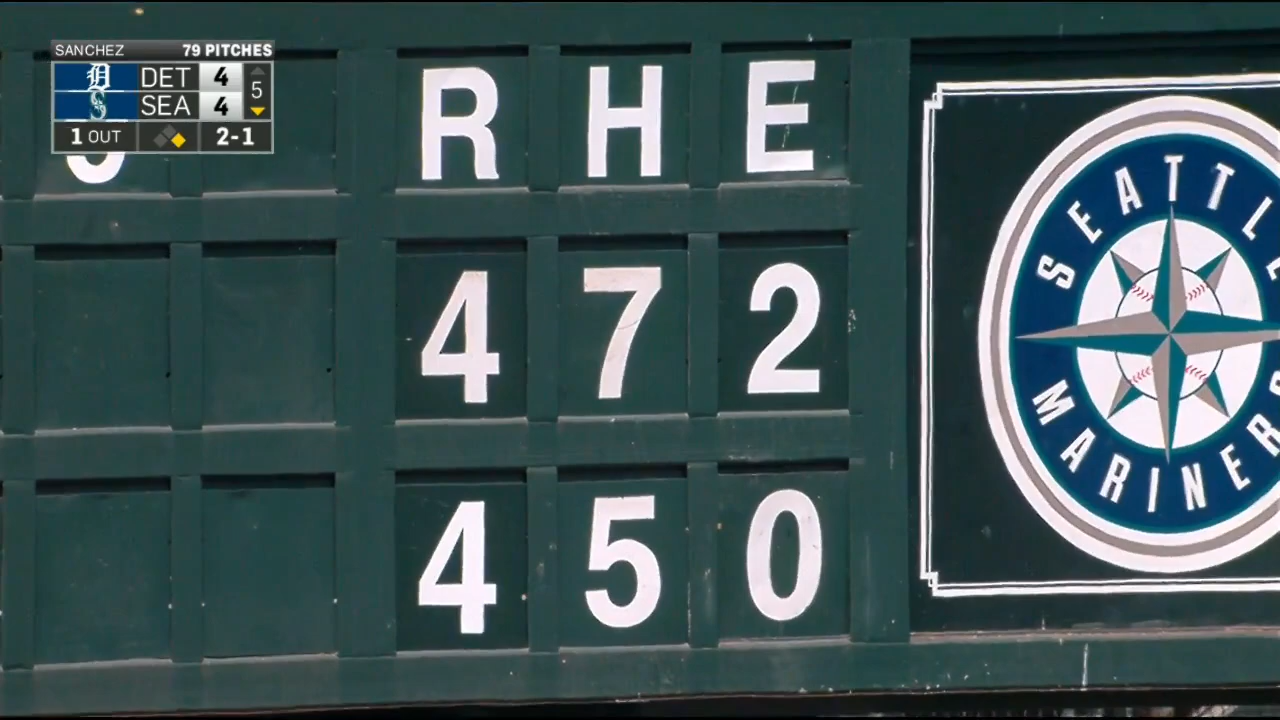 SANCHEZ 79 PITCHES
DET 4
SEA 4
5
1 OUT 2-1
R H E
4 7 2
4 5 0
SEATTLE
MARINERS